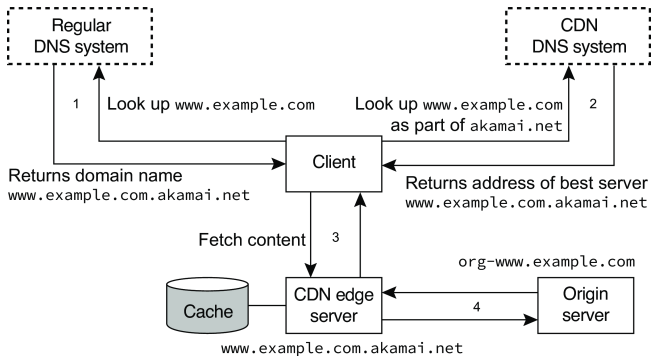 Regular
DNS system
CDN
DNS system
1
Look up www.example.com
Look up www.example.com
as part of akamai.net
2
Returns domain name
www.example.com.akamai.net
Client
Returns address of best server
www.example.com.akamai.net
Fetch content
3
org-www.example.com
Cache
CDN edge
server
4
Origin
server
www.example.com.akamai.net